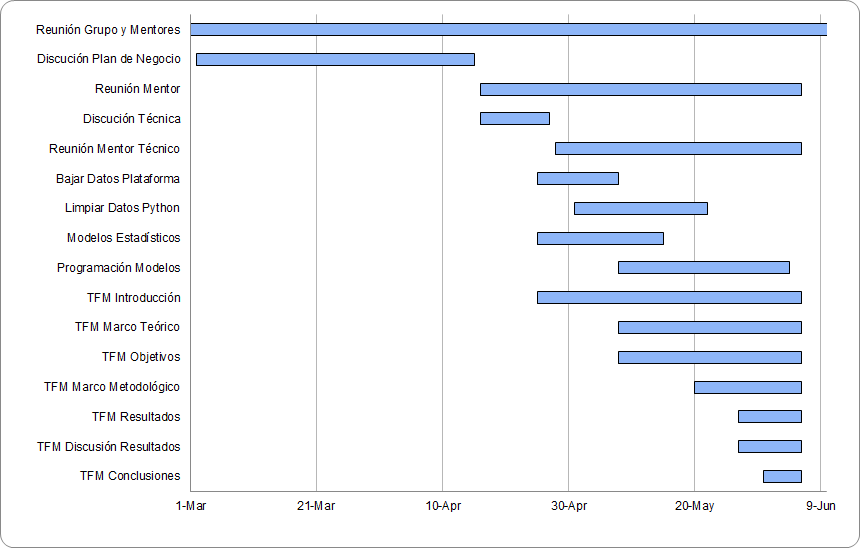 Reunión Grupo y Mentores
Discución Plan de Negocio
Reunión Mentor
Discución Técnica
Reunión Mentor Técnico
Bajar Datos Plataforma
Limpiar Datos Python
Modelos Estadísticos
Programación Modelos
TFM Introducción
TFM Marco Teórico
TFM Objetivos
TFM Marco Metodológico
TFM Resultados
TFM Discusión Resultados
TFM Conclusiones
1-Mar 21-Mar 10-Apr 30-Apr 20-May 9-Jun